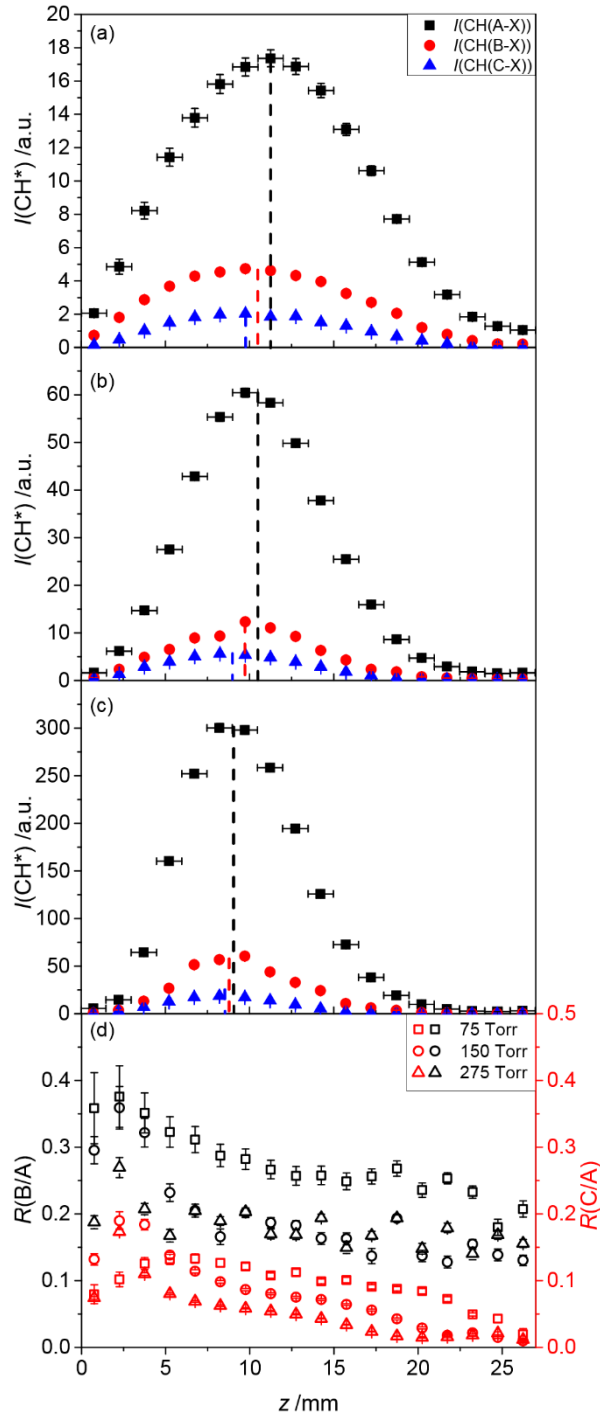 (a)
I(CH(A-X))
I(CH(B-X))
I(CH(C-X))
I(CH*) /a.u.
20
18
16
14
12
10
8
6
4
2
0
(b)
I(CH*) /a.u.
60
50
40
30
20
10
0
(c)
I(CH*) /a.u.
300
250
200
150
100
50
0
(d)
75 Torr
150 Torr
275 Torr
R(B/A)
0.4
0.3
0.2
0.1
0.0
R(C/A)
0.5
0.4
0.3
0.2
0.1
0.0
0 5 10 15 20 25
z /mm